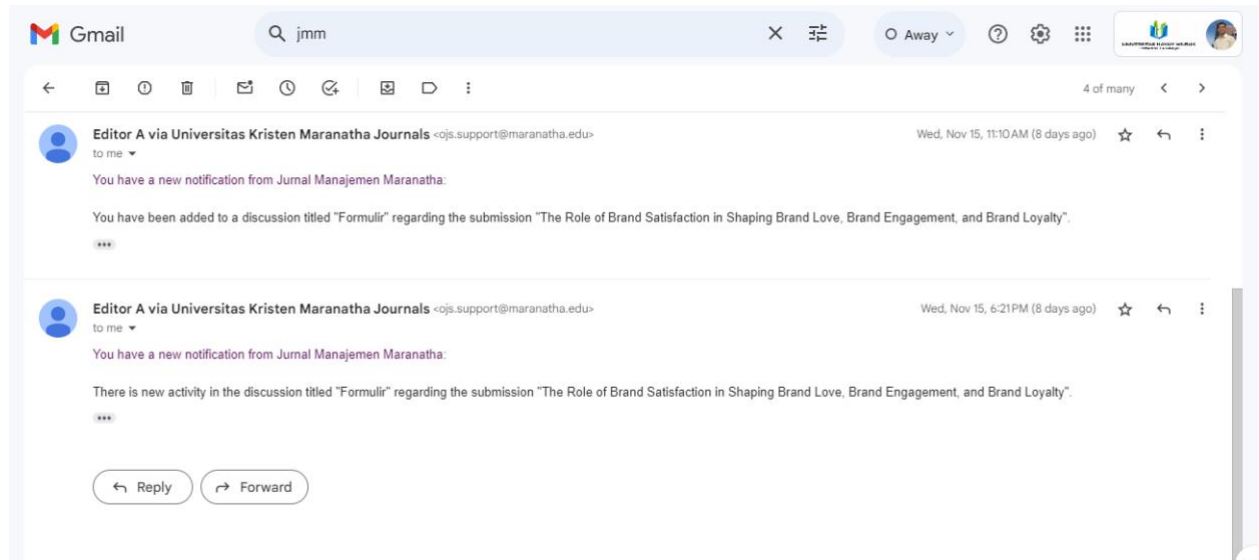 Gmail
jmm
Away
4 of many
Editor A via Universitas Kristen Maranatha Journals <ojs.support@maranatha.edu>
Wed, Nov 15, 11:10 AM (8 days ago)
to me
You have a new notification from Jurnal Manajemen Maranatha:
You have been added to a discussion titled "Formulir" regarding the submission "The Role of Brand Satisfaction in Shaping Brand Love, Brand Engagement, and Brand Loyalty".
Editor A via Universitas Kristen Maranatha Journals <ojs.support@maranatha.edu>
Wed, Nov 15, 6:21 PM (8 days ago)
to me
You have a new notification from Jurnal Manajemen Maranatha:
There is new activity in the discussion titled "Formulir" regarding the submission "The Role of Brand Satisfaction in Shaping Brand Love, Brand Engagement, and Brand Loyalty".
Reply
Forward